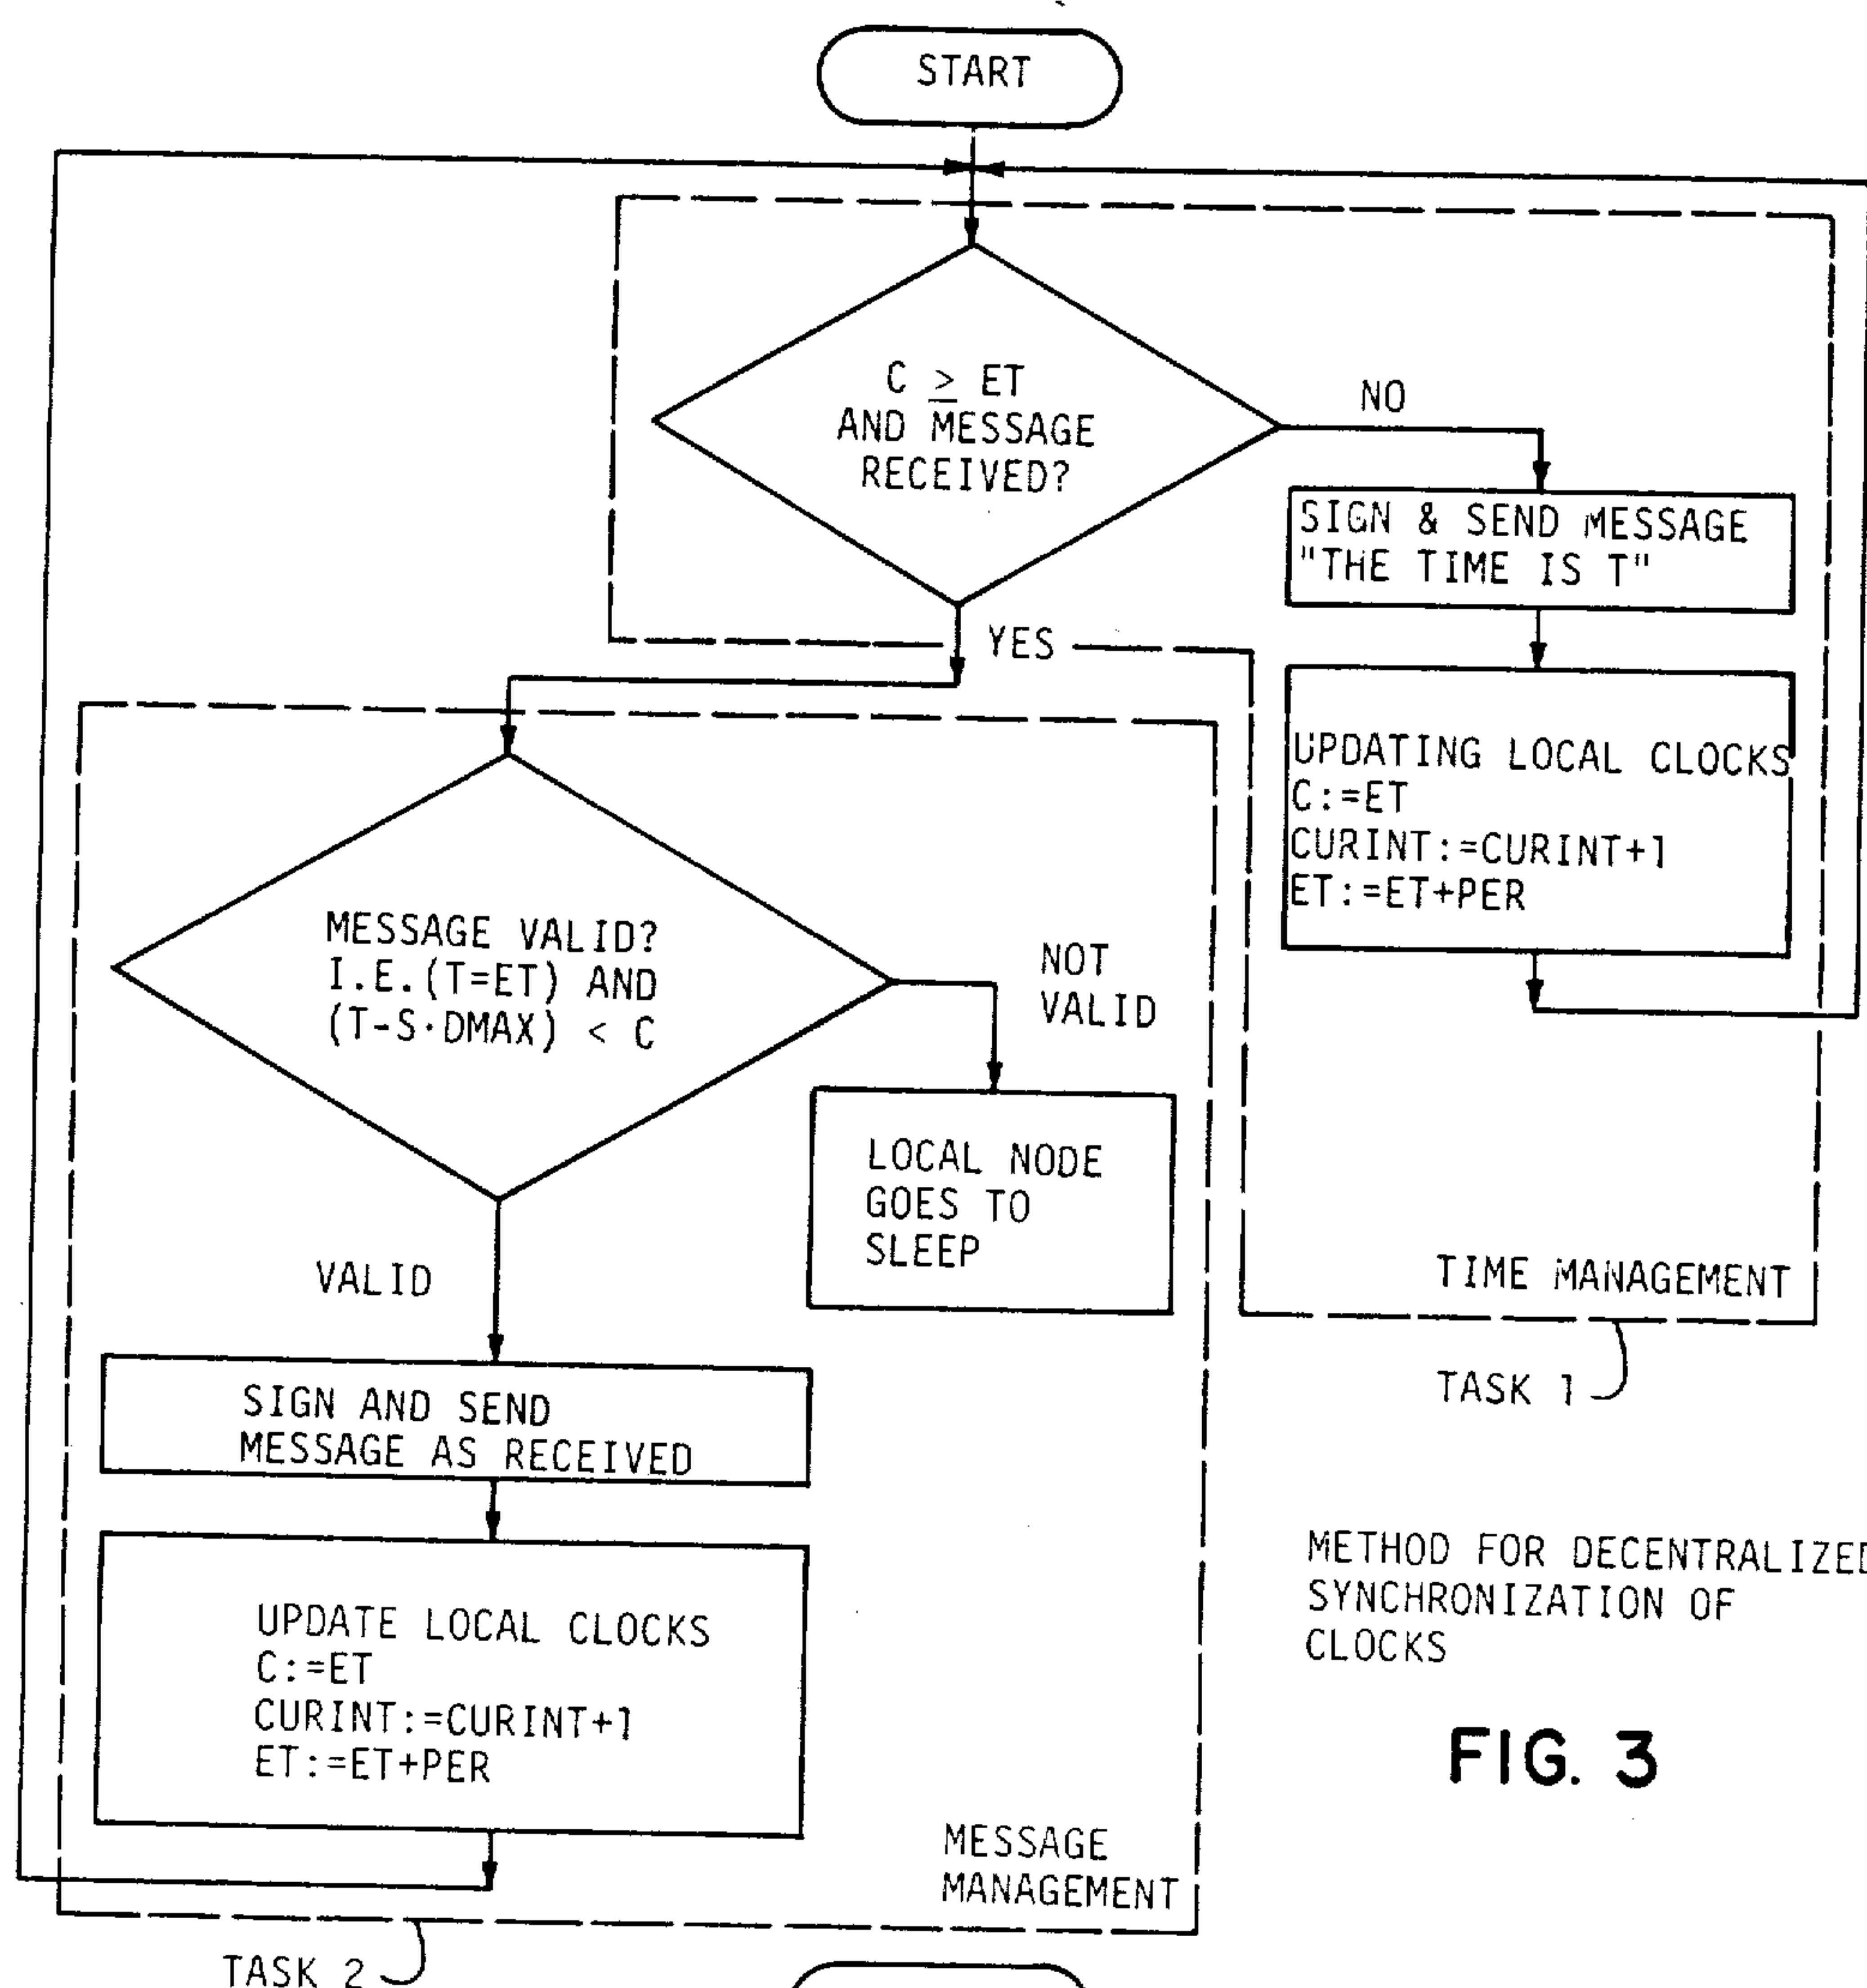 START
C ≥ ET
AND MESSAGE
RECEIVED?
NO
SIGN & SEND MESSAGE
"THE TIME IS T"
YES
UPDATING LOCAL CLOCKS
C:=ET
CURINT:=CURINT+1
ET:=ET+PER
MESSAGE VALID?
I.E.(T=ET) AND
(T-S·DMAX) < C
NOT
VALID
LOCAL NODE
GOES TO
SLEEP
VALID
TIME MANAGEMENT
TASK 1
SIGN AND SEND
MESSAGE AS RECEIVED
UPDATE LOCAL CLOCKS
C:=ET
CURINT:=CURINT+1
ET:=ET+PER
MESSAGE
MANAGEMENT
TASK 2
METHOD FOR DECENTRALIZED
SYNCHRONIZATION OF
CLOCKS
FIG. 3